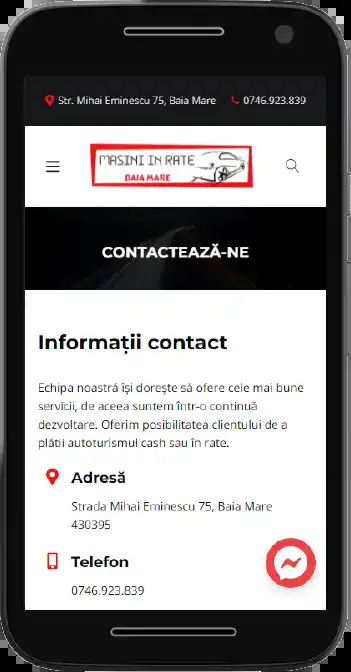 Str. Mihai Eminescu 75, Baia Mare 0746.923.839
MASINI IN RATE
BAIA MARE
CONTACTEAZĂ-NE
Informații contact
Echipa noastră își dorește să ofere cele mai bune
servicii, de aceea suntem într-o continuă
dezvoltare. Oferim posibilitatea clientului de a
plătii autoturismul cash sau în rate.
Adresă
Strada Mihai Eminescu 75, Baia Mare
430395
Telefon
0746.923.839